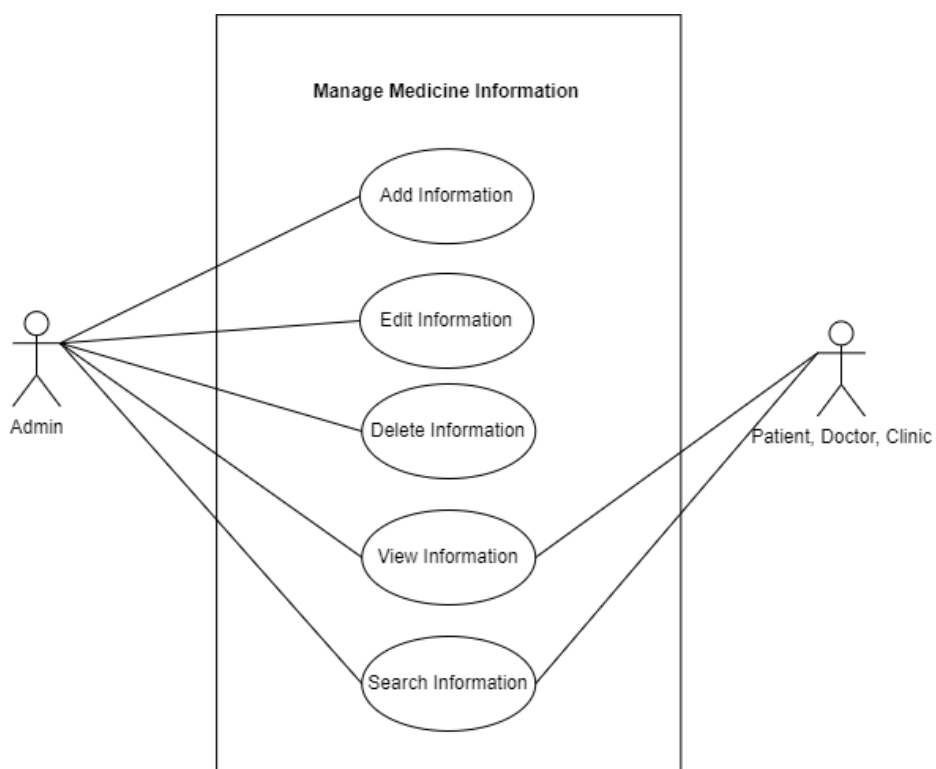 Manage Medicine Information
Add Information
Edit Information
Delete Information
Admin
Patient, Doctor, Clinic
View Information
Search Information